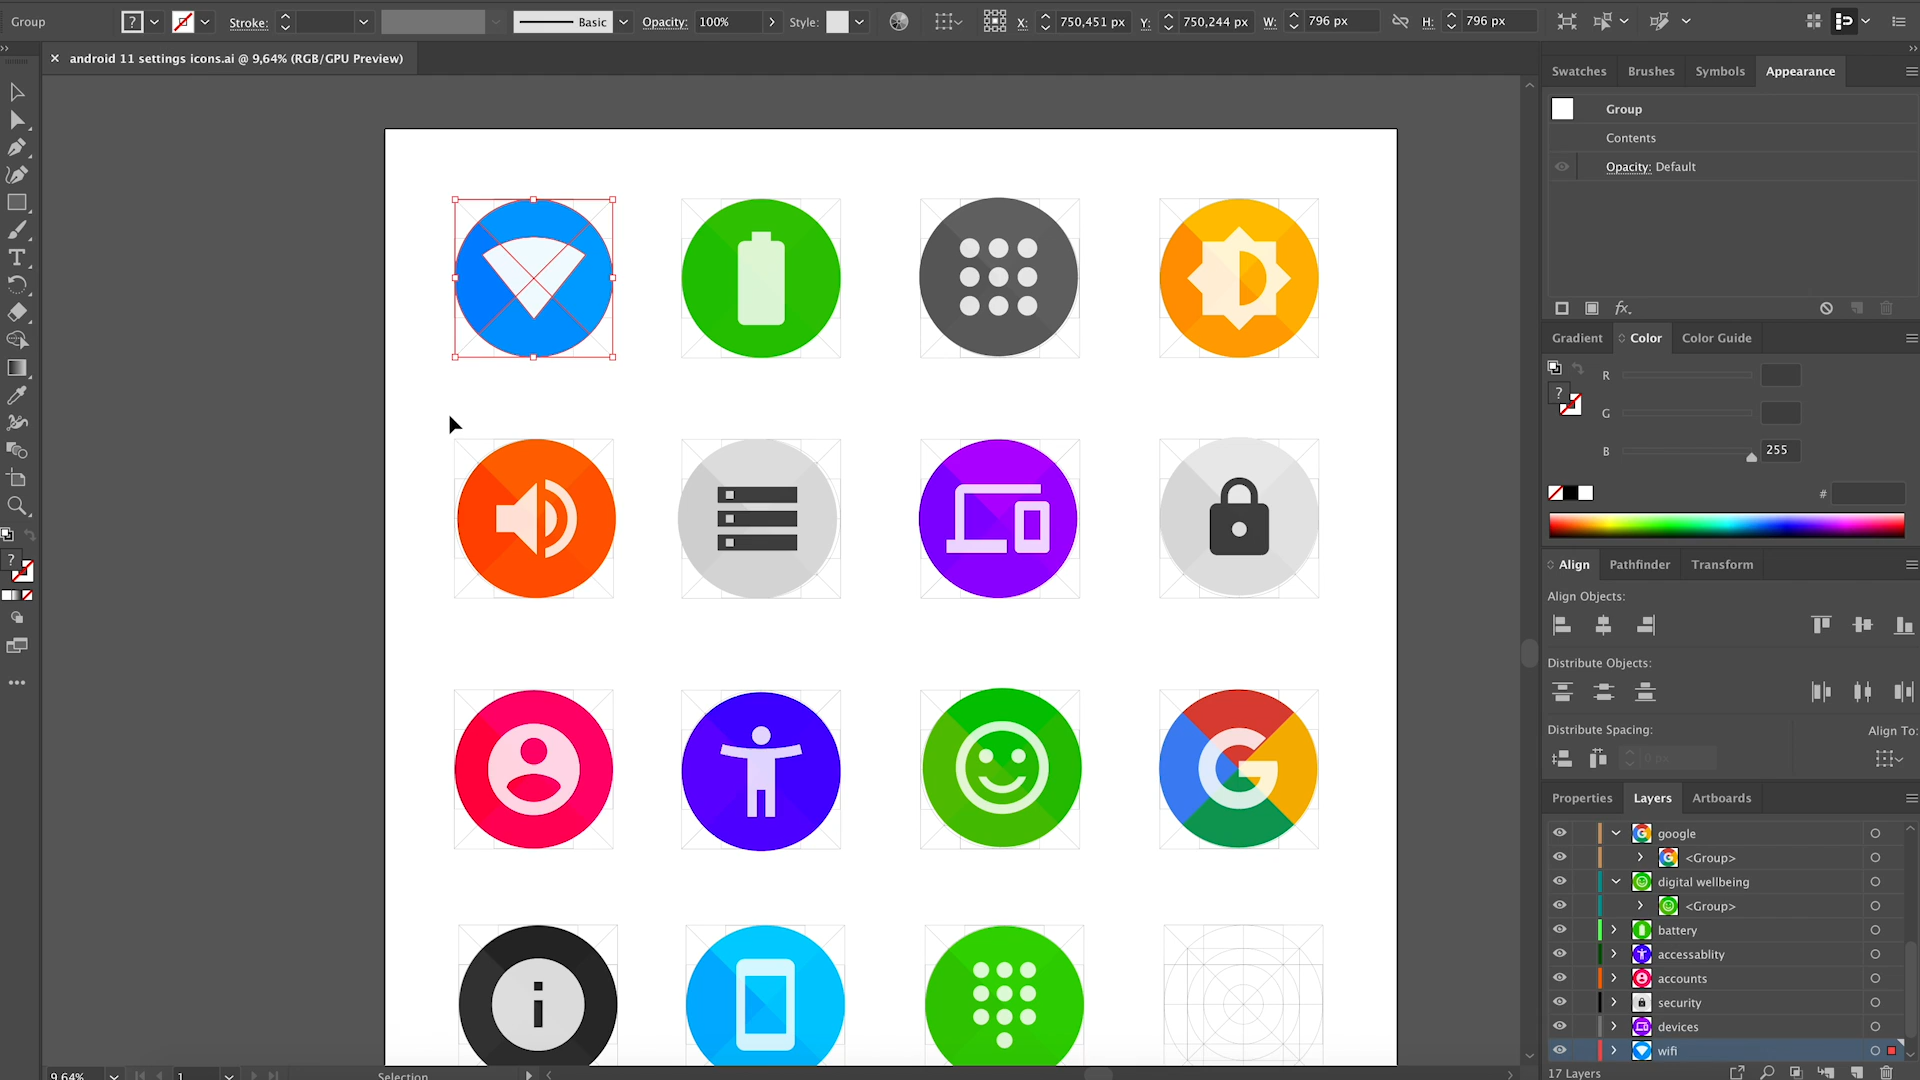 Group
?
Stroke:
Basic
Opacity: 100%
Style:
X: 750,451 px
Y: 750,244 px
W: 796 px
H: 796 px
× android 11 settings icons.ai @ 9,64% (RGB/GPU Preview)
Swatches Brushes Symbols Appearance
Group
Contents
Opacity: Default
fx.
Gradient Color Color Guide
?
R
G
B 255
#
Align Pathfinder Transform
Align Objects:
Distribute Objects:
Distribute Spacing:
Align To:
0 px
Properties Layers Artboards
google
<Group>
digital wellbeing
<Group>
battery
accessablity
accounts
security
devices
wifi
17 Layers
T
?
G
i
9,64%
1
Selection